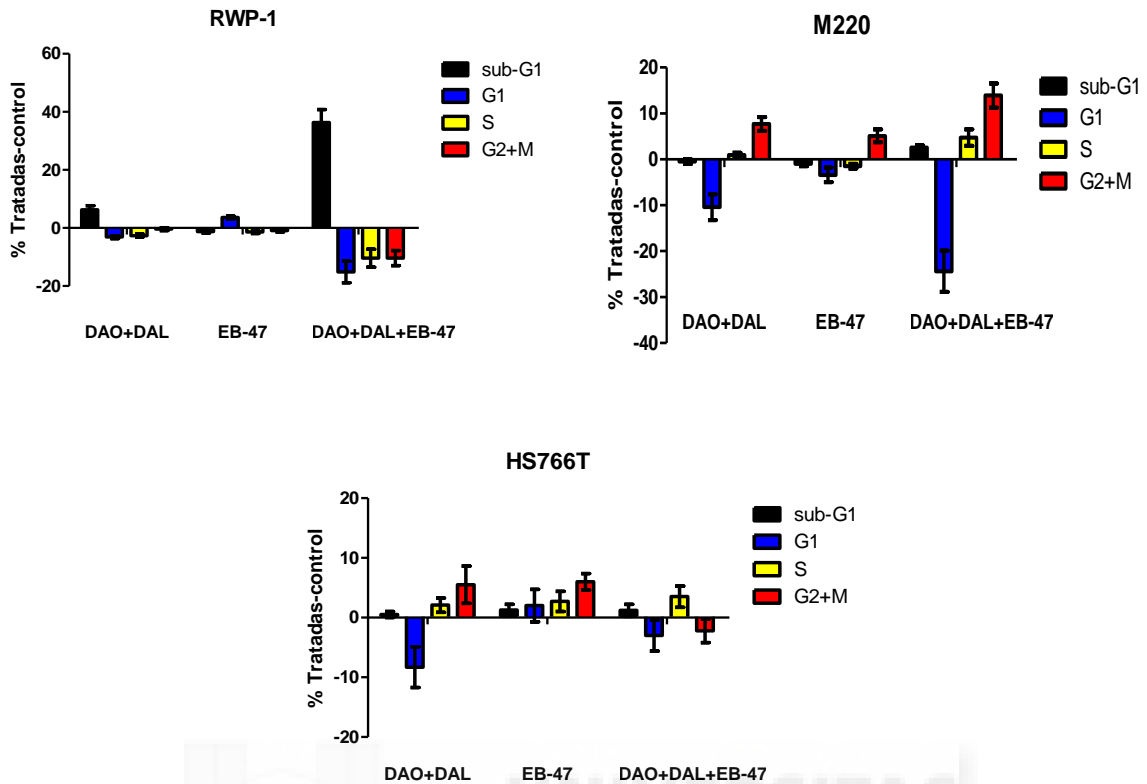 RWP-1
% Tratadas-control
60
40
20
0
-20
DAO+DAL EB-47 DAO+DAL+EB-47
sub-G1
G1
S
G2+M
M220
% Tratadas-control
20
10
0
-10
-20
-30
-40
DAO+DAL EB-47 DAO+DAL+EB-47
sub-G1
G1
S
G2+M
HS766T
% Tratadas-control
20
10
0
-10
-20
DAO+DAL EB-47 DAO+DAL+EB-47
sub-G1
G1
S
G2+M